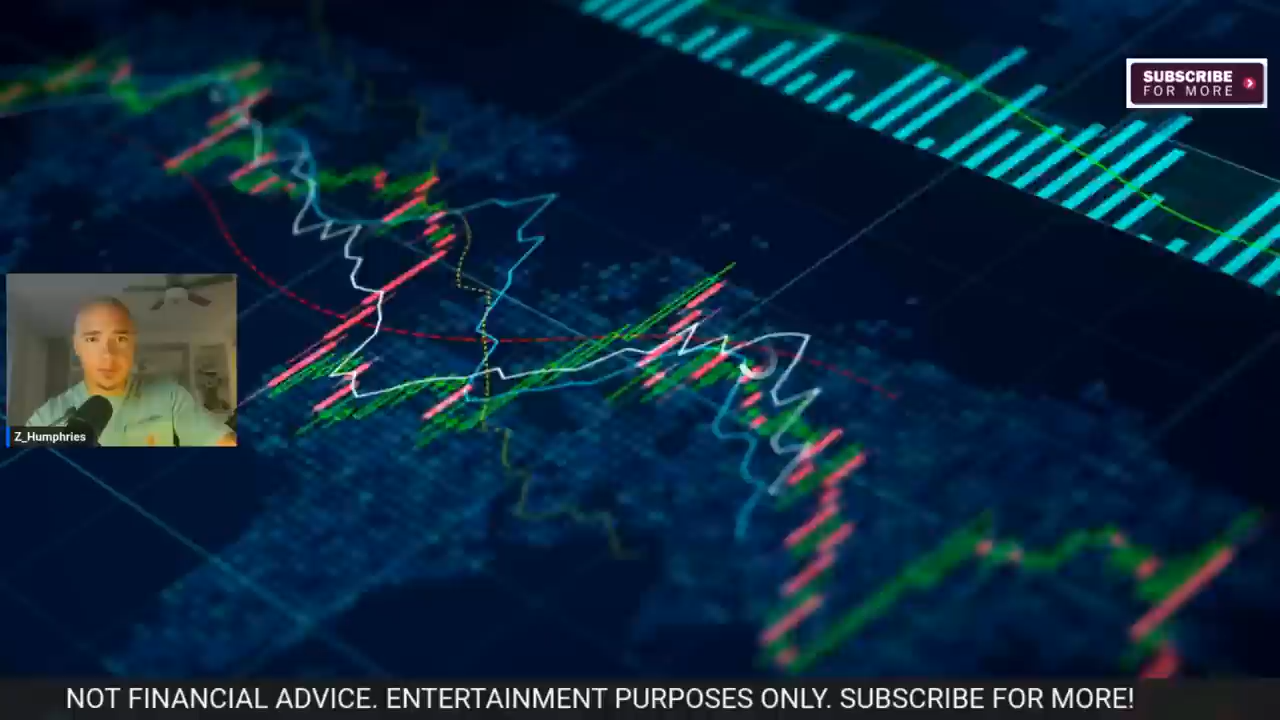 SUBSCRIBE
FOR MORE
Z_Humphries
NOT FINANCIAL ADVICE. ENTERTAINMENT PURPOSES ONLY. SUBSCRIBE FOR MORE!